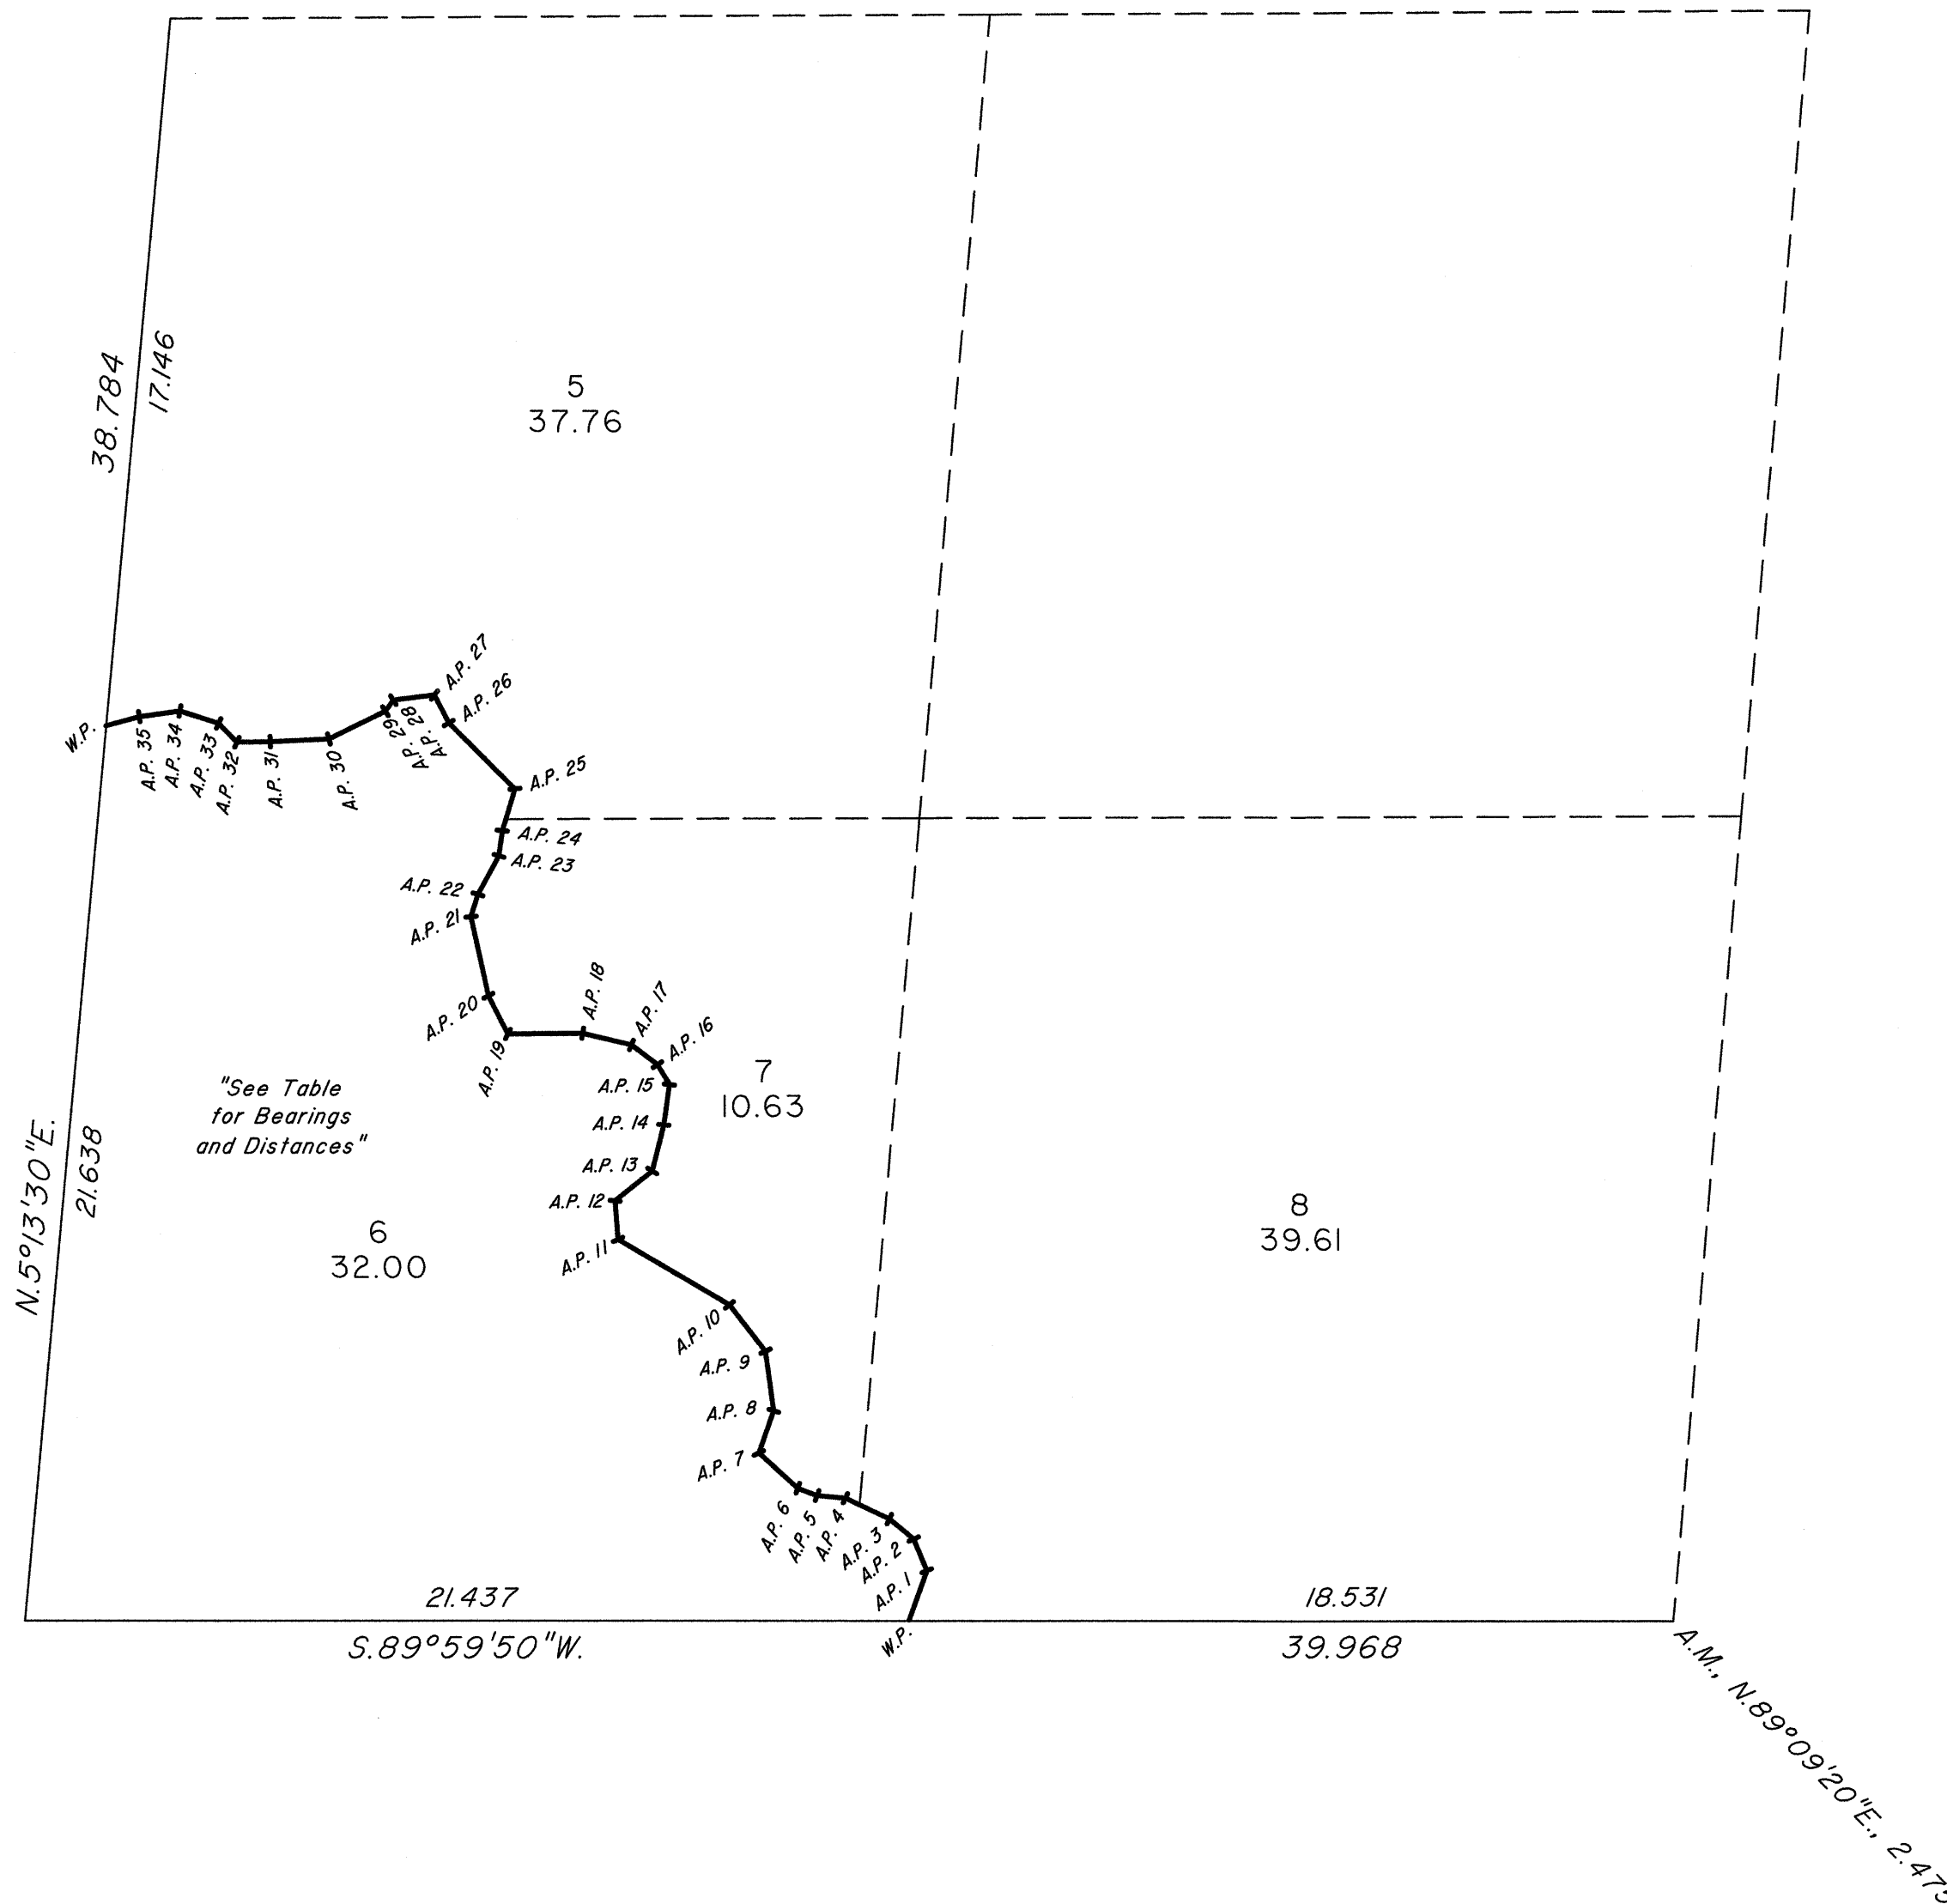 38.784
17.146
5
37.76
A.P. 27
A.P. 26
W.P.
A.P. 35
A.P. 34
A.P. 33
A.P. 32
A.P. 31
A.P. 30
A.P. 29
A.P. 28
A.P. 25
A.P. 24
A.P. 23
A.P. 22
A.P. 21
A.P. 20
A.P. 19
A.P. 18
A.P. 17
A.P. 16
A.P. 15
A.P. 14
A.P. 13
A.P. 12
A.P. 11
7
10.63
"See Table
for Bearings
and Distances"
N.5°13'30"E.
21.638
6
32.00
8
39.61
A.P. 10
A.P. 9
A.P. 8
A.P. 7
A.P. 6
A.P. 5
A.P. 4
A.P. 3
A.P. 2
A.P. 1
21.437
18.531
S.89°59'50"W.
W.P.
39.968
A.M., N.89°09'20"E., 2.47